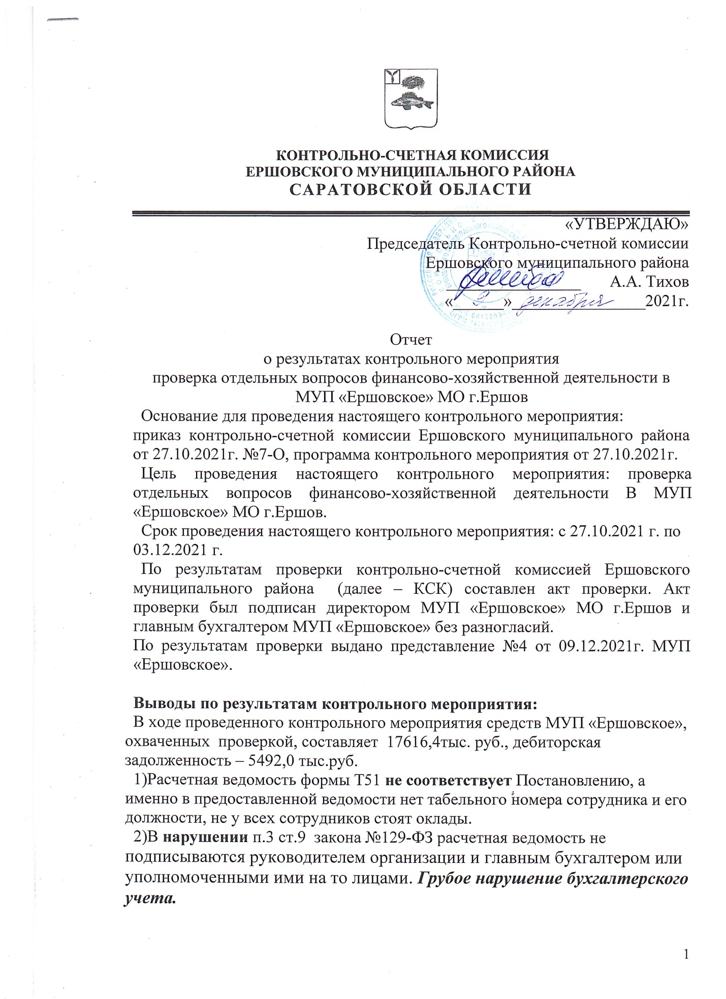 КОНТРОЛЬНО-СЧЕТНАЯ КОМИССИЯ
ЕРШОВСКОГО МУНИЦИПАЛЬНОГО РАЙОНА
САРАТОВСКОЙ ОБЛАСТИ
«УТВЕРЖДАЮ»
Председатель Контрольно-счетной комиссии
Ершовского муниципального района
А.А. Тихов
« 9 » декабря 2021г.
Отчет
о результатах контрольного мероприятия
проверка отдельных вопросов финансово-хозяйственной деятельности в
МУП «Ершовское» МО г.Ершов
Основание для проведения настоящего контрольного мероприятия:
приказ контрольно-счетной комиссии Ершовского муниципального района
от 27.10.2021г. №7-О, программа контрольного мероприятия от 27.10.2021г.
Цель проведения настоящего контрольного мероприятия: проверка
отдельных вопросов финансово-хозяйственной деятельности В МУП
«Ершовское» МО г.Ершов.
Срок проведения настоящего контрольного мероприятия: с 27.10.2021 г. по
03.12.2021 г.
По результатам проверки контрольно-счетной комиссией Ершовского
муниципального района (далее – КСК) составлен акт проверки. Акт
проверки был подписан директором МУП «Ершовское» МО г.Ершов и
главным бухгалтером МУП «Ершовское» без разногласий.
По результатам проверки выдано представление №4 от 09.12.2021г. МУП
«Ершовское».
Выводы по результатам контрольного мероприятия:
В ходе проведенного контрольного мероприятия средств МУП «Ершовское»,
охваченных проверкой, составляет 17616,4тыс. руб., дебиторская
задолженность – 5492,0 тыс.руб.
1)Расчетная ведомость формы Т51 не соответствует Постановлению, а
именно в предоставленной ведомости нет табельного номера сотрудника и его
должности, не у всех сотрудников стоят оклады.
2)В нарушении п.3 ст.9 закона №129-ФЗ расчетная ведомость не
подписываются руководителем организации и главным бухгалтером или
уполномоченными ими на то лицами. Грубое нарушение бухгалтерского
учета.
1